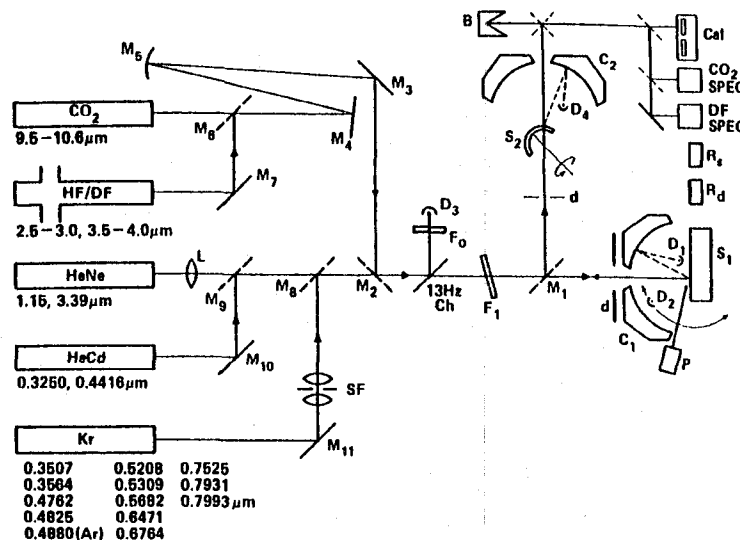 B
Cal
CO2
SPEC
DF
SPEC
Rs
Rd
C2
D4
S2
d
M5
M3
CO2
9.5–10.6μm
M6
M4
HF/DF
M7
2.5–3.0, 3.5–4.0μm
D3
F0
D1
S1
HeNe
L
M9
M8
M2
13Hz
Ch
F1
M1
D2
d
C1
P
1.15, 3.39μm
HeCd
M10
0.3250, 0.4416μm
SF
Kr
M11
0.3507 0.5208 0.7525
0.3564 0.5309 0.7931
0.4762 0.5682 0.7993μm
0.4825 0.6471
0.4880(Ar) 0.6764